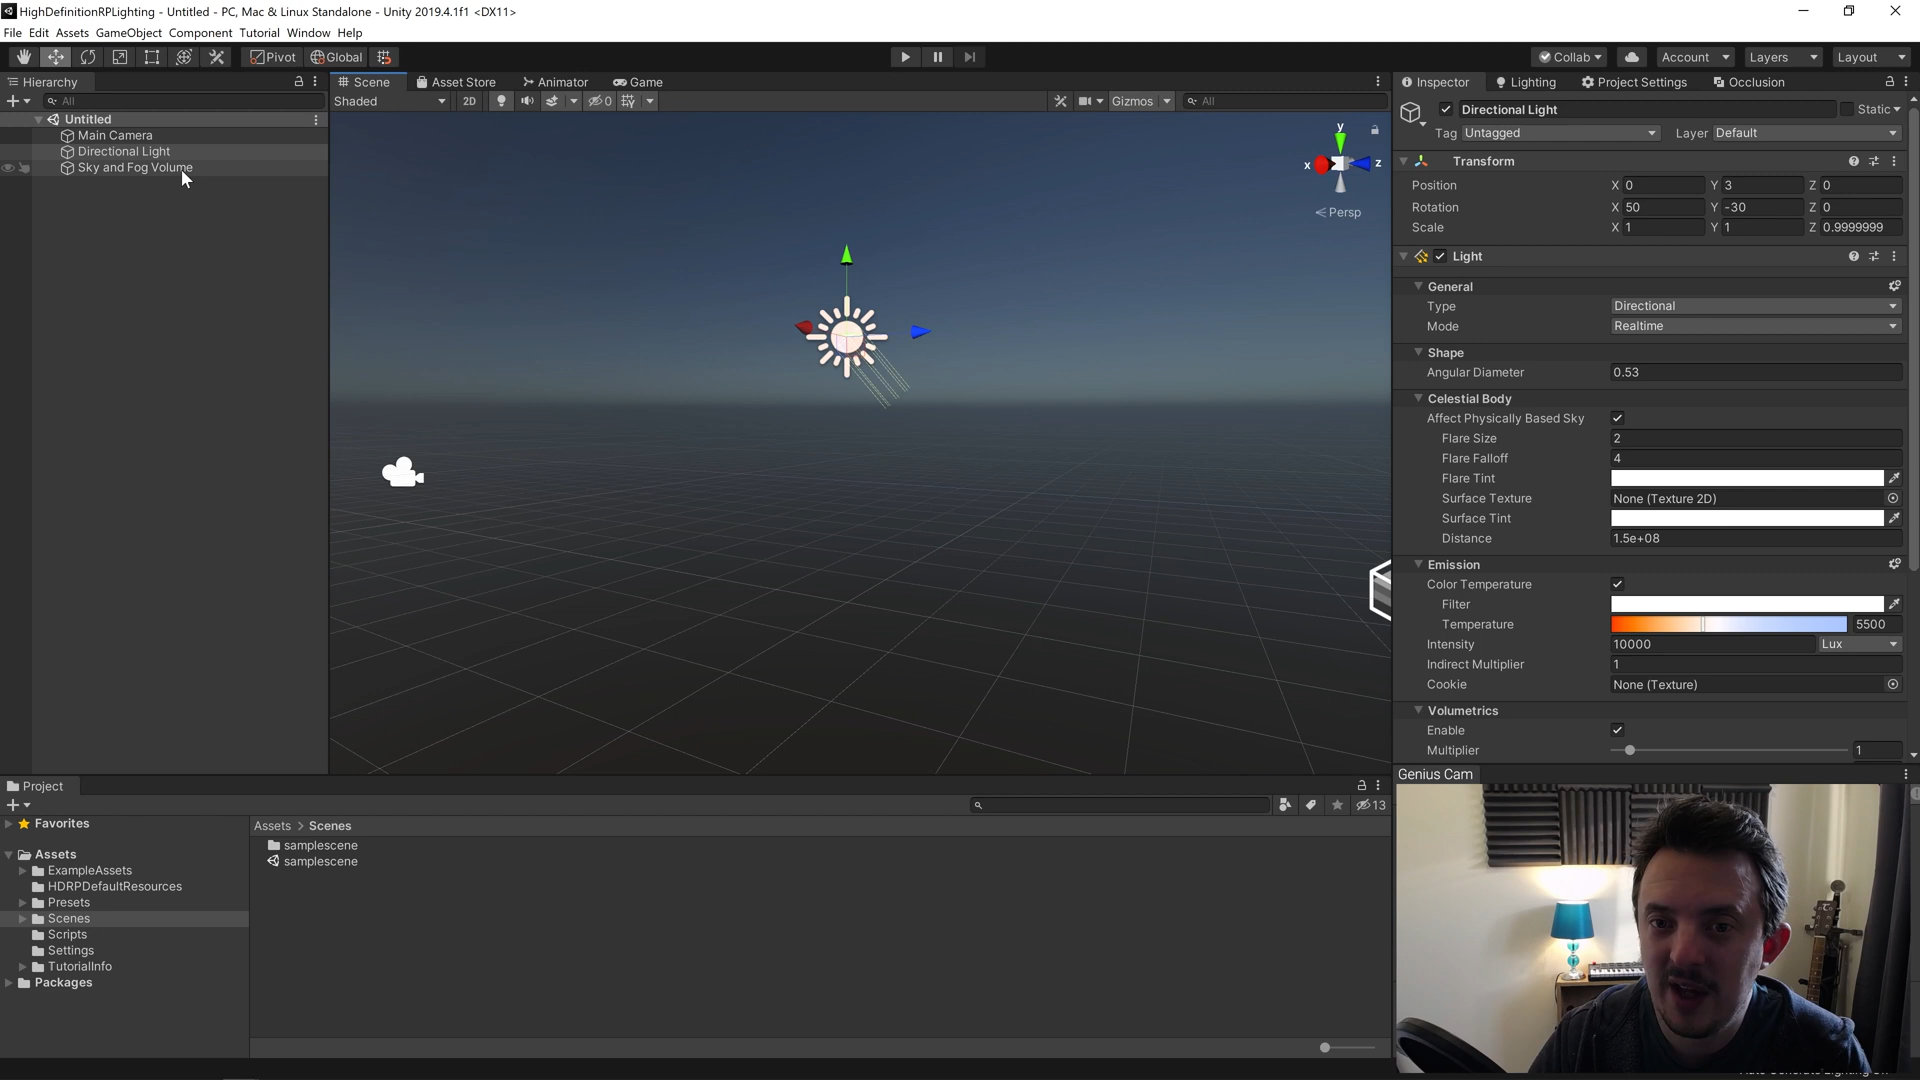 HighDefinitionRPLighting - Untitled - PC, Mac & Linux Standalone - Unity 2019.4.1f1 <DX11>
File Edit Assets GameObject Component Tutorial Window Help
Pivot Global Collab Account Layers Layout
Hierarchy
All
Untitled
Main Camera
Directional Light
Sky and Fog Volume
Scene Asset Store Animator Game
Shaded 2D 0 Gizmos All
y
x z
Persp
Inspector Lighting Project Settings Occlusion
Directional Light Static
Tag Untagged Layer Default
Transform
Position X 0 Y 3 Z 0
Rotation X 50 Y -30 Z 0
Scale X 1 Y 1 Z 0.9999999
Light
General
Type Directional
Mode Realtime
Shape
Angular Diameter 0.53
Celestial Body
Affect Physically Based Sky
Flare Size 2
Flare Falloff 4
Flare Tint
Surface Texture None (Texture 2D)
Surface Tint
Distance 1.5e+08
Emission
Color Temperature
Filter
Temperature 5500
Intensity 10000 Lux
Indirect Multiplier 1
Cookie None (Texture)
Volumetrics
Enable
Multiplier 1
Genius Cam
Project
13
Favorites
Assets
ExampleAssets
HDRPDefaultResources
Presets
Scenes
Scripts
Settings
TutorialInfo
Packages
Assets > Scenes
samplescene
samplescene